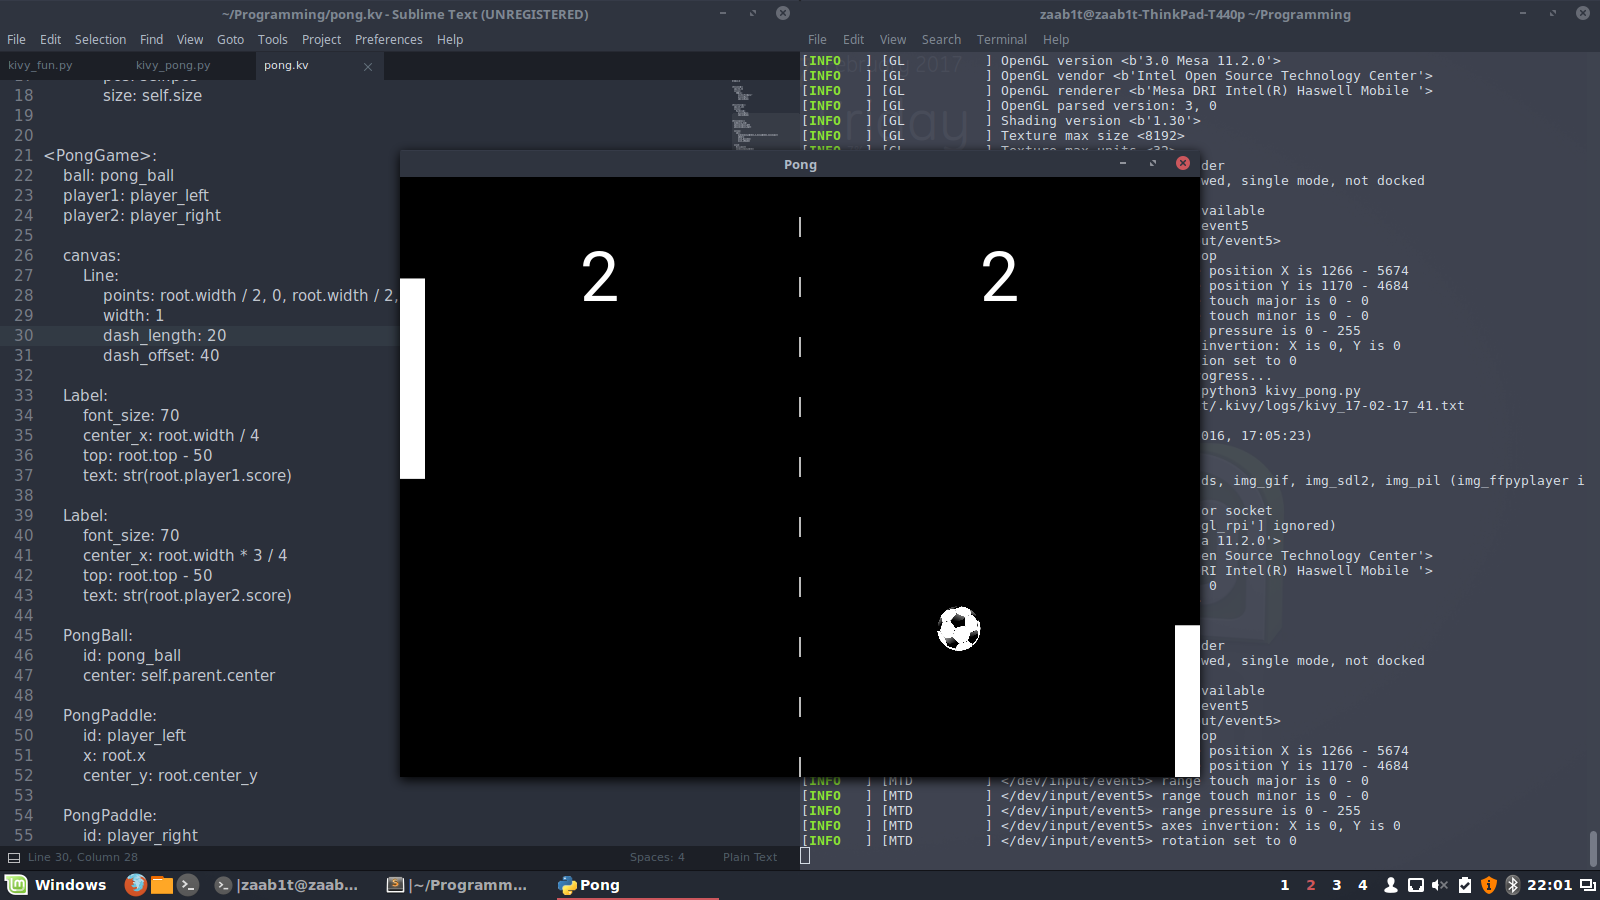 ~/Programming/pong.kv - Sublime Text (UNREGISTERED)
File Edit Selection Find View Goto Tools Project Preferences Help
kivy_fun.py kivy_pong.py pong.kv
18 size: self.size
19
20
21 <PongGame>:
22 ball: pong_ball
23 player1: player_left
24 player2: player_right
25
26 canvas:
27 Line:
28 points: root.width / 2, 0, root.width / 2,
29 width: 1
30 dash_length: 20
31 dash_offset: 40
32
33 Label:
34 font_size: 70
35 center_x: root.width / 4
36 top: root.top - 50
37 text: str(root.player1.score)
38
39 Label:
40 font_size: 70
41 center_x: root.width * 3 / 4
42 top: root.top - 50
43 text: str(root.player2.score)
44
45 PongBall:
46 id: pong_ball
47 center: self.parent.center
48
49 PongPaddle:
50 id: player_left
51 x: root.x
52 center_y: root.center_y
53
54 PongPaddle:
55 id: player_right
Line 30, Column 28 Spaces: 4 Plain Text
Pong
2 2
zaab1t@zaab1t-ThinkPad-T440p ~/Programming
File Edit View Search Terminal Help
[INFO ] [GL ] OpenGL version <b'3.0 Mesa 11.2.0'>
[INFO ] [GL ] OpenGL vendor <b'Intel Open Source Technology Center'>
[INFO ] [GL ] OpenGL renderer <b'Mesa DRI Intel(R) Haswell Mobile '>
[INFO ] [GL ] OpenGL parsed version: 3, 0
[INFO ] [GL ] Shading version <b'1.30'>
[INFO ] [GL ] Texture max size <8192>
[INFO ] [GL ] Texture max units <32>
der
wed, single mode, not docked
vailable
event5
ut/event5>
op
position X is 1266 - 5674
position Y is 1170 - 4684
touch major is 0 - 0
touch minor is 0 - 0
pressure is 0 - 255
invertion: X is 0, Y is 0
ion set to 0
ogress...
python3 kivy_pong.py
t/.kivy/logs/kivy_17-02-17_41.txt
016, 17:05:23)
ds, img_gif, img_sdl2, img_pil (img_ffpyplayer i
or socket
gl_rpi'] ignored)
a 11.2.0'>
en Source Technology Center'>
RI Intel(R) Haswell Mobile '>
0
der
wed, single mode, not docked
vailable
event5
ut/event5>
op
position X is 1266 - 5674
position Y is 1170 - 4684
[INFO ] [MTD ] </dev/input/event5> range touch major is 0 - 0
[INFO ] [MTD ] </dev/input/event5> range touch minor is 0 - 0
[INFO ] [MTD ] </dev/input/event5> range pressure is 0 - 255
[INFO ] [MTD ] </dev/input/event5> axes invertion: X is 0, Y is 0
[INFO ] [MTD ] </dev/input/event5> rotation set to 0
Windows |zaab1t@zaab... |~/Programm... Pong 1 2 3 4 22:01